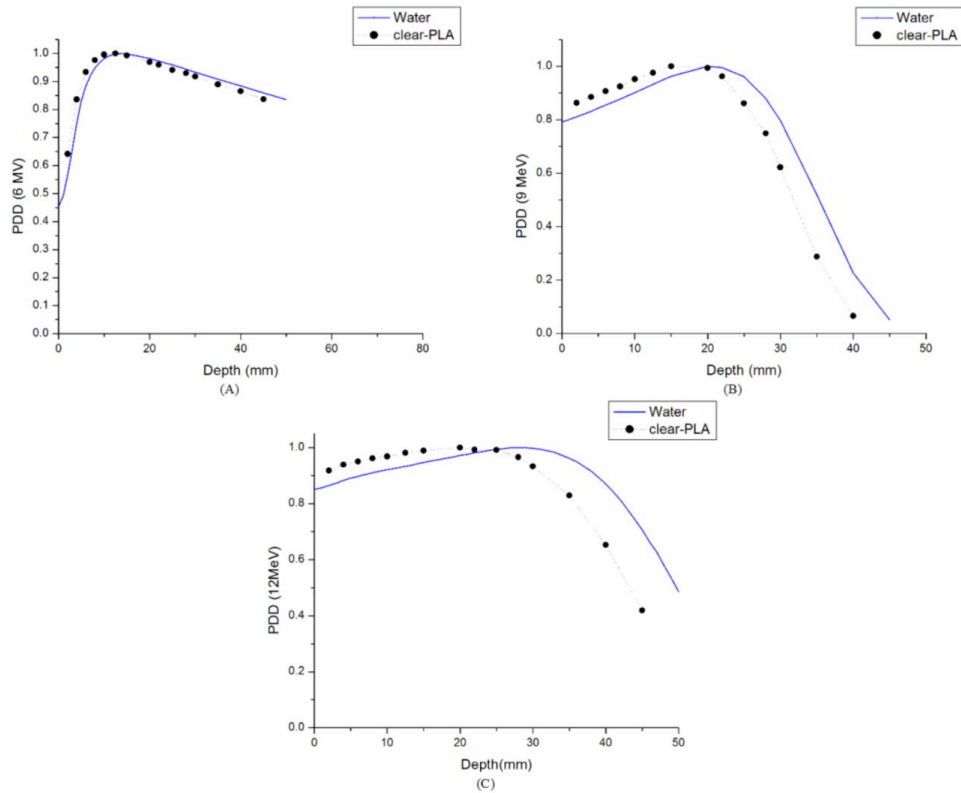 Water
clear-PLA
1.0
0.9
0.8
0.7
0.6
0.5
0.4
0.3
0.2
0.1
0.0
PDD (6 MV)
0 20 40 60 80
Depth (mm)
(A)
Water
clear-PLA
1.0
0.8
0.6
0.4
0.2
0.0
PDD (9 MeV)
0 10 20 30 40 50
Depth (mm)
(B)
Water
clear-PLA
1.0
0.8
0.6
0.4
0.2
0.0
PDD (12MeV)
0 10 20 30 40 50
Depth(mm)
(C)